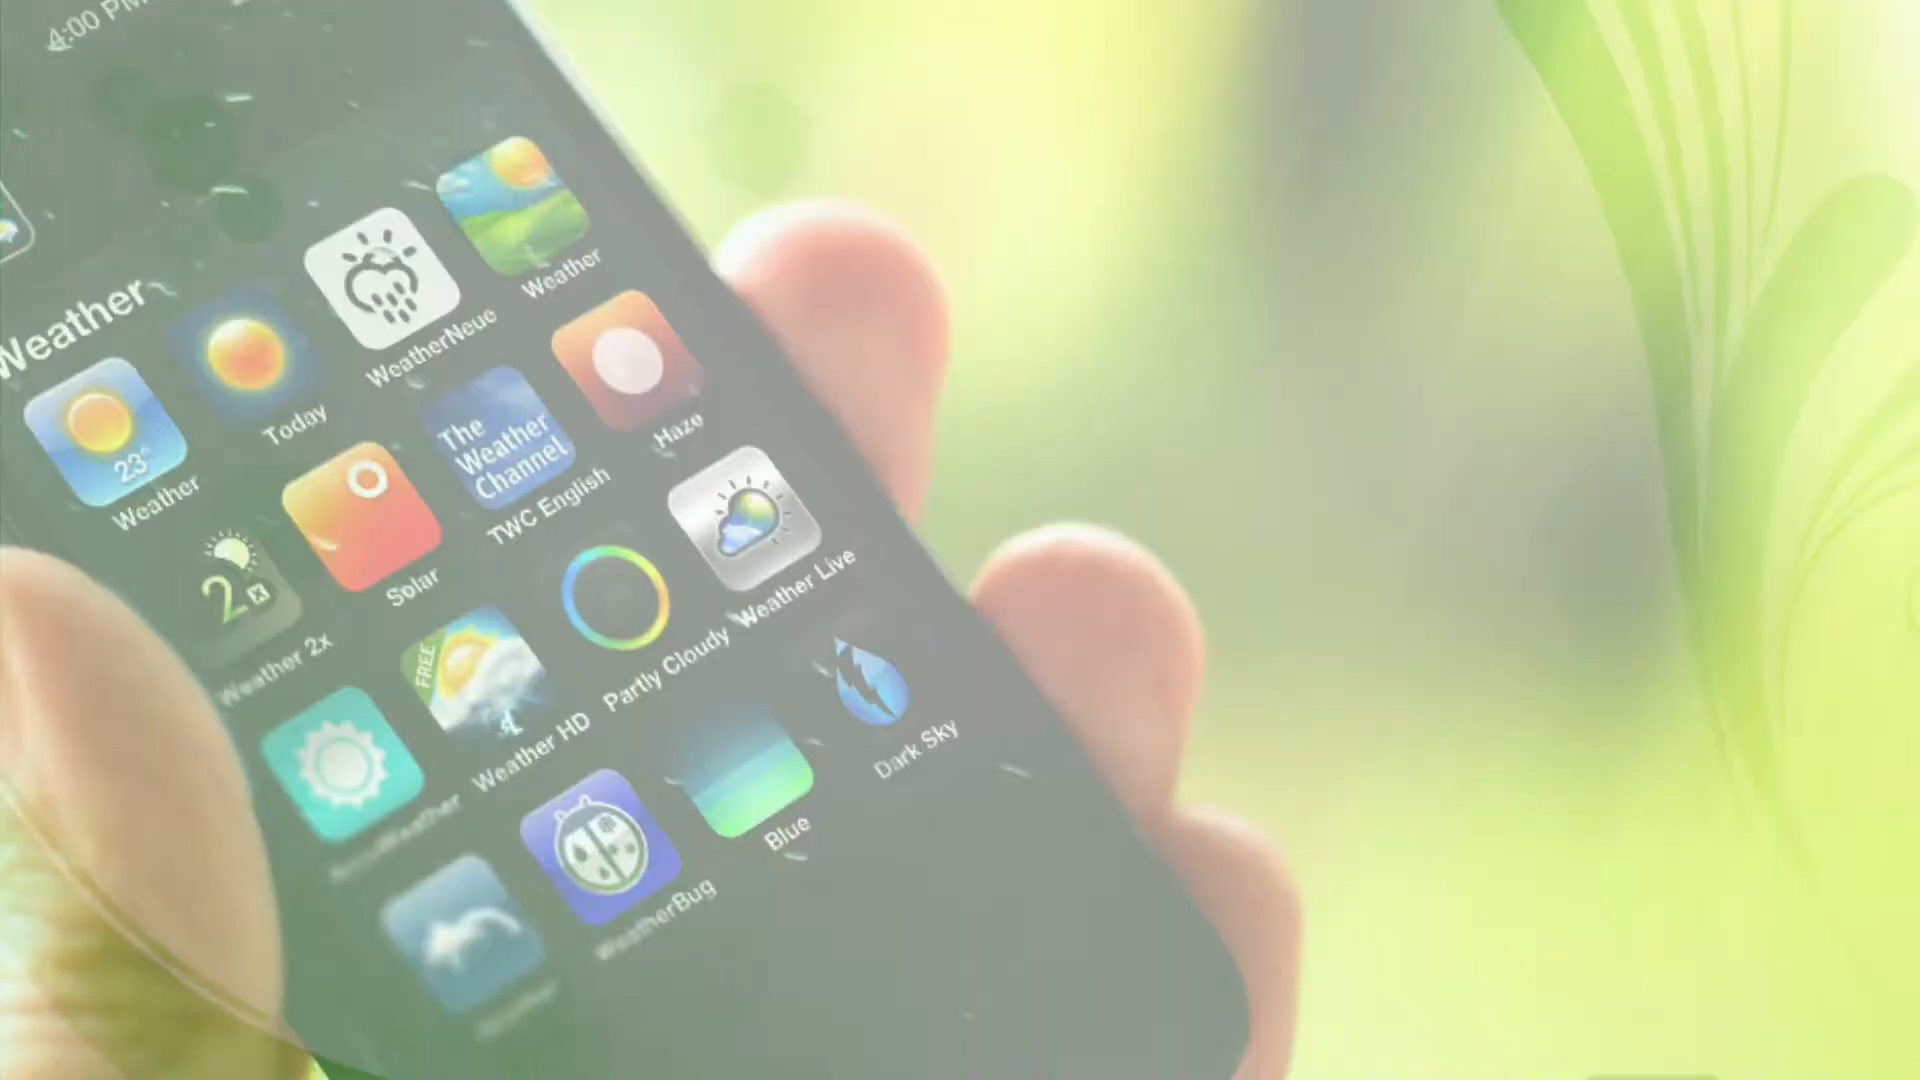 4:00 PM
Weather
23°
Weather
Today
WeatherNeue
Weather
2x
Weather 2x
Solar
The
Weather
Channel
TWC English
Haze
AccuWeather
FREE
Weather HD
Partly Cloudy
Weather Live
WeatherBug
Blue
Dark Sky